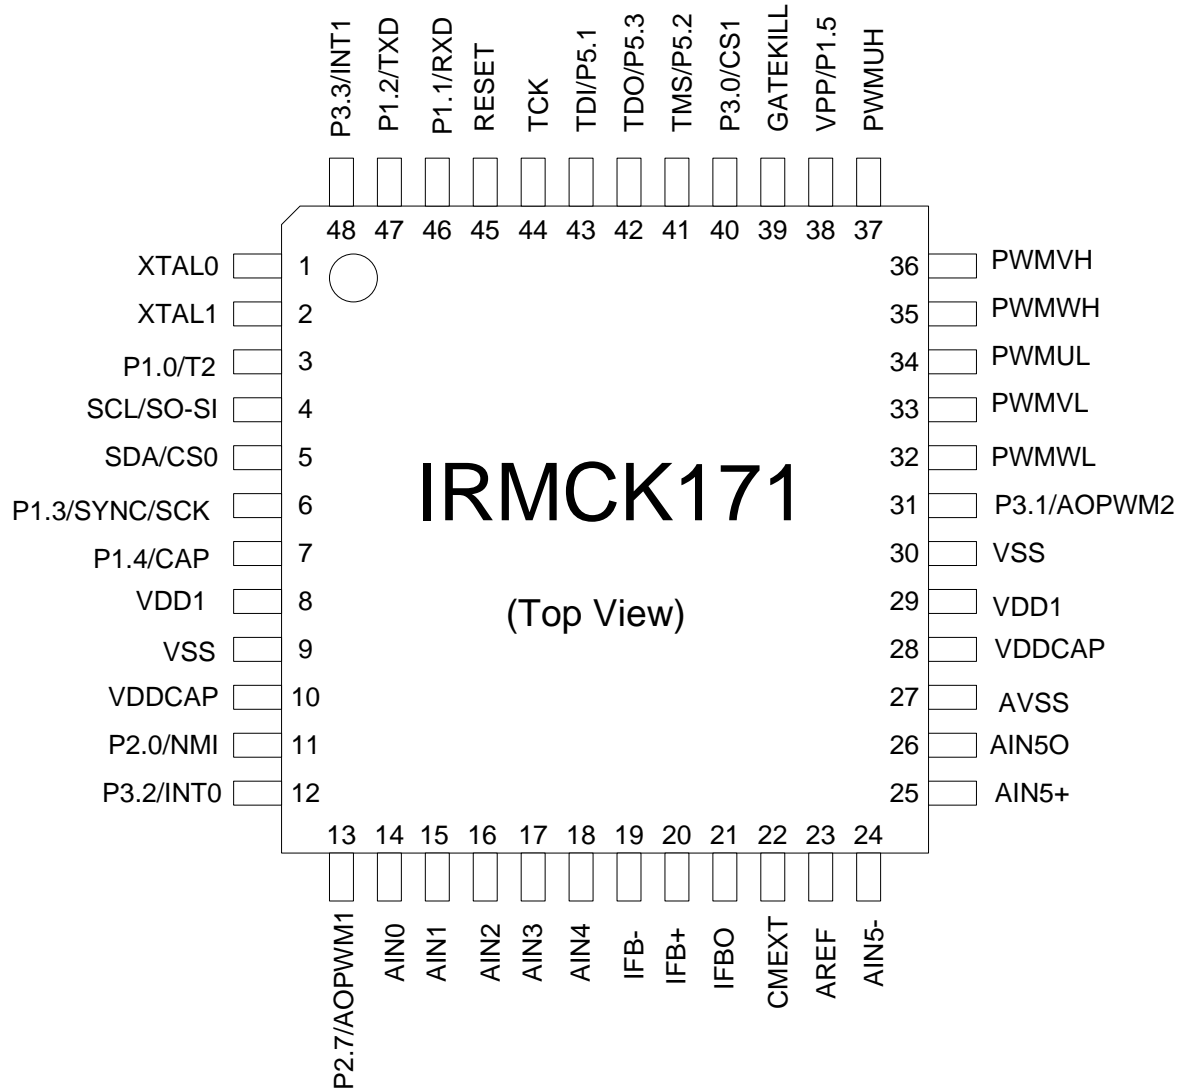 P3.3/INT1
P1.2/TXD
P1.1/RXD
RESET
TCK
TDI/P5.1
TDO/P5.3
TMS/P5.2
P3.0/CS1
GATEKILL
VPP/P1.5
PWMUH
48 47 46 45 44 43 42 41 40 39 38 37
XTAL0 1
XTAL1 2
P1.0/T2 3
SCL/SO-SI 4
SDA/CS0 5
P1.3/SYNC/SCK 6
P1.4/CAP 7
VDD1 8
VSS 9
VDDCAP 10
P2.0/NMI 11
P3.2/INT0 12
IRMCK171
(Top View)
36 PWMVH
35 PWMWH
34 PWMUL
33 PWMVL
32 PWMWL
31 P3.1/AOPWM2
30 VSS
29 VDD1
28 VDDCAP
27 AVSS
26 AIN5O
25 AIN5+
13 14 15 16 17 18 19 20 21 22 23 24
P2.7/AOPWM1
AIN0
AIN1
AIN2
AIN3
AIN4
IFB-
IFB+
IFBO
CMEXT
AREF
AIN5-